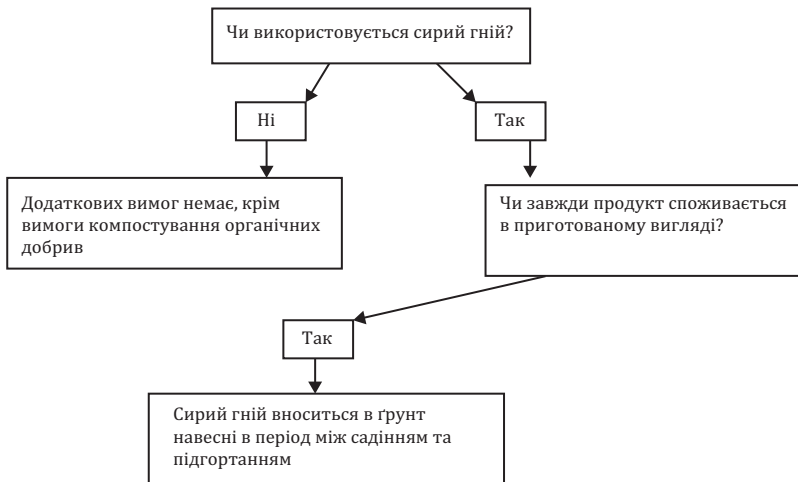 Чи використовується сирий гній?
Ні
Так
Додаткових вимог немає, крім
вимоги компостування органічних
добрив
Чи завжди продукт споживається
в приготованому вигляді?
Так
Сирий гній вноситься в ґрунт
навесні в період між садінням та
підгортанням